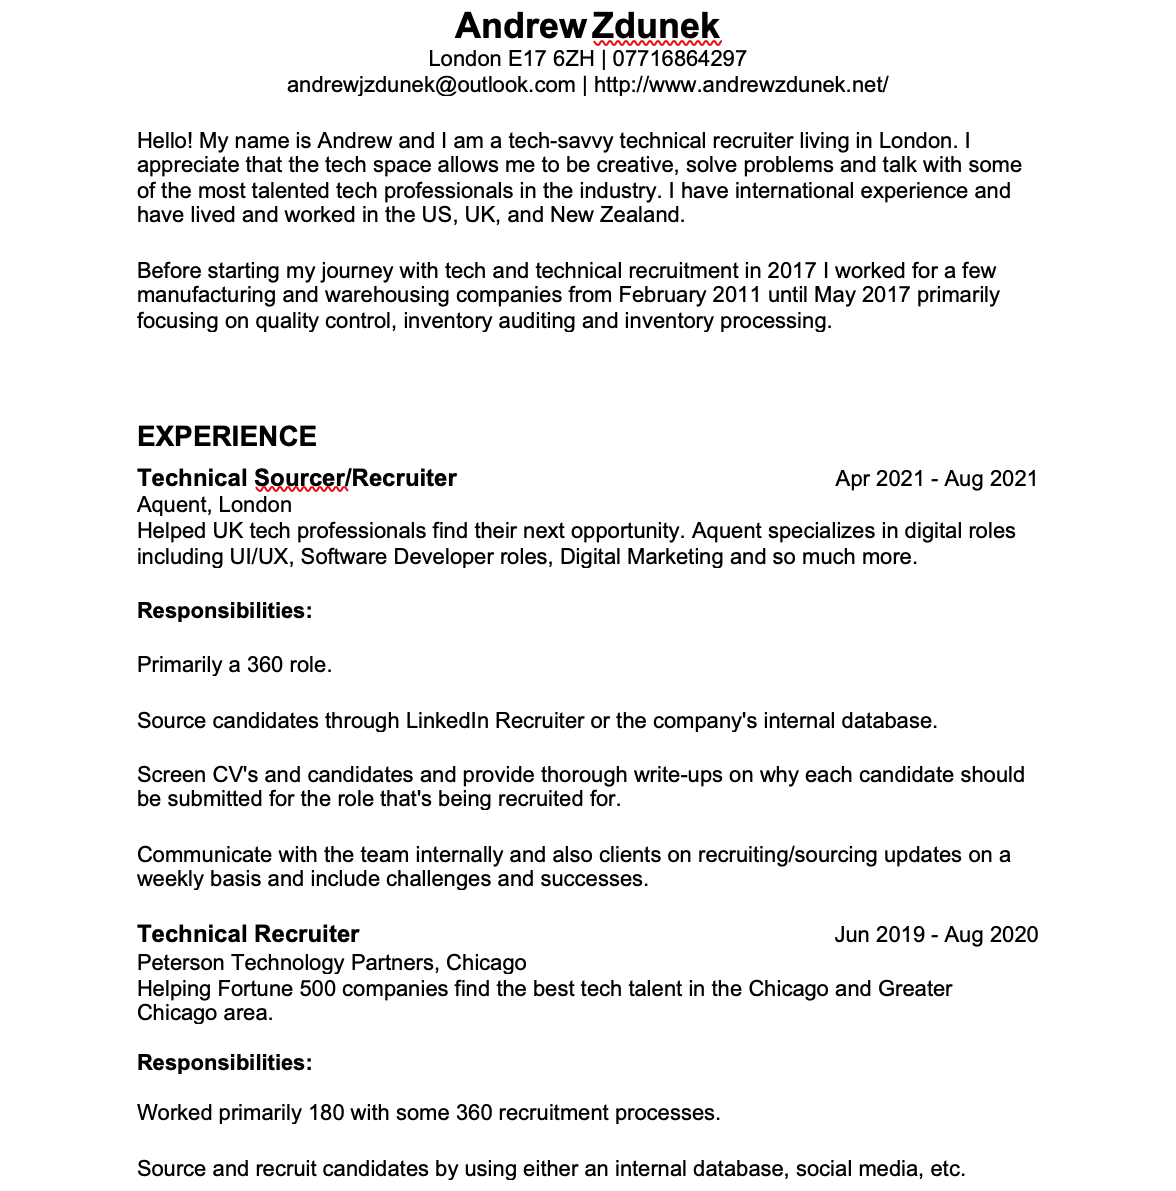 Andrew Zdunek
London E17 6ZH | 07716864297
andrewjzdunek@outlook.com | http://www.andrewzdunek.net/
Hello! My name is Andrew and I am a tech-savvy technical recruiter living in London. I
appreciate that the tech space allows me to be creative, solve problems and talk with some
of the most talented tech professionals in the industry. I have international experience and
have lived and worked in the US, UK, and New Zealand.
Before starting my journey with tech and technical recruitment in 2017 I worked for a few
manufacturing and warehousing companies from February 2011 until May 2017 primarily
focusing on quality control, inventory auditing and inventory processing.
EXPERIENCE
Technical Sourcer/Recruiter Apr 2021 - Aug 2021
Aquent, London
Helped UK tech professionals find their next opportunity. Aquent specializes in digital roles
including UI/UX, Software Developer roles, Digital Marketing and so much more.
Responsibilities:
Primarily a 360 role.
Source candidates through LinkedIn Recruiter or the company's internal database.
Screen CV's and candidates and provide thorough write-ups on why each candidate should
be submitted for the role that's being recruited for.
Communicate with the team internally and also clients on recruiting/sourcing updates on a
weekly basis and include challenges and successes.
Technical Recruiter Jun 2019 - Aug 2020
Peterson Technology Partners, Chicago
Helping Fortune 500 companies find the best tech talent in the Chicago and Greater
Chicago area.
Responsibilities:
Worked primarily 180 with some 360 recruitment processes.
Source and recruit candidates by using either an internal database, social media, etc.